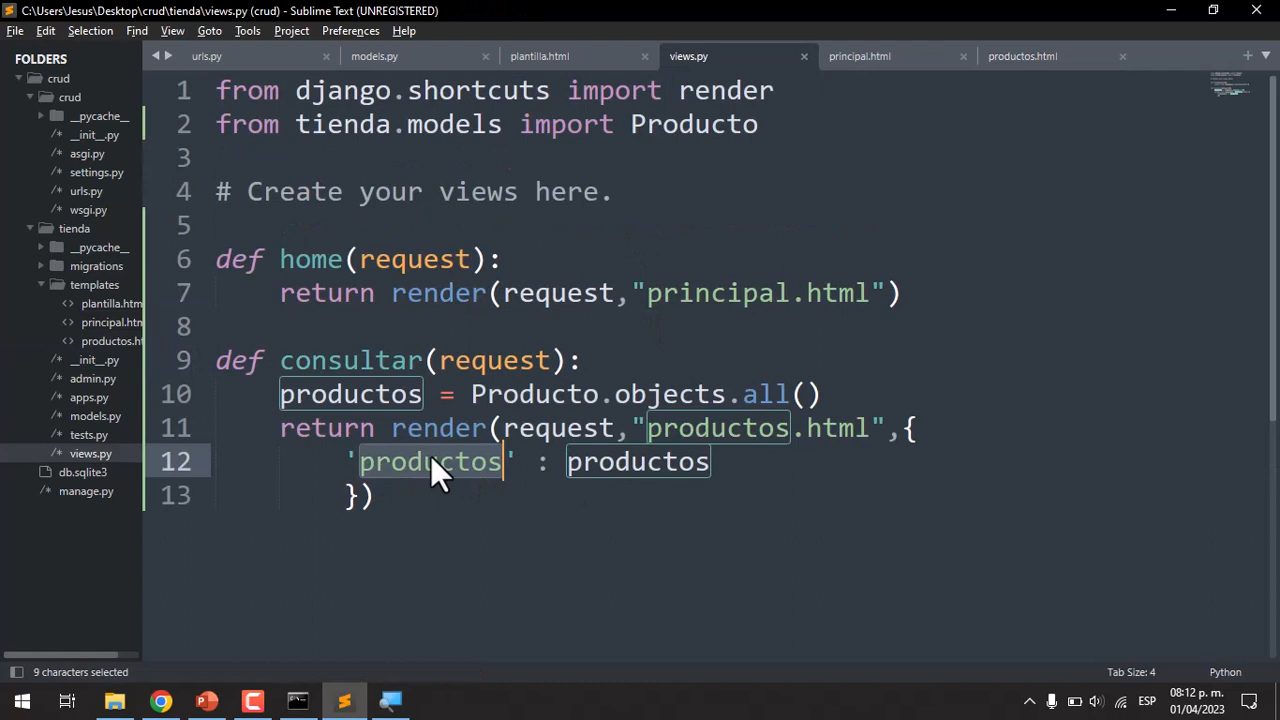 C:\Users\Jesus\Desktop\crud\tienda\views.py (crud) - Sublime Text (UNREGISTERED)
File Edit Selection Find View Goto Tools Project Preferences Help
FOLDERS
crud
crud
__pycache__
__init__.py
asgi.py
settings.py
urls.py
wsgi.py
tienda
__pycache__
migrations
templates
plantilla.htm
principal.htm
productos.ht
__init__.py
admin.py
apps.py
models.py
tests.py
views.py
db.sqlite3
manage.py
urls.py models.py plantilla.html views.py principal.html productos.html
1 from django.shortcuts import render
2 from tienda.models import Producto
3
4 # Create your views here.
5
6 def home(request):
7 return render(request,"principal.html")
8
9 def consultar(request):
10 productos = Producto.objects.all()
11 return render(request,"productos.html",{
12 'productos' : productos
13 })
9 characters selected Tab Size: 4 Python
ESP 08:12 p. m.
01/04/2023